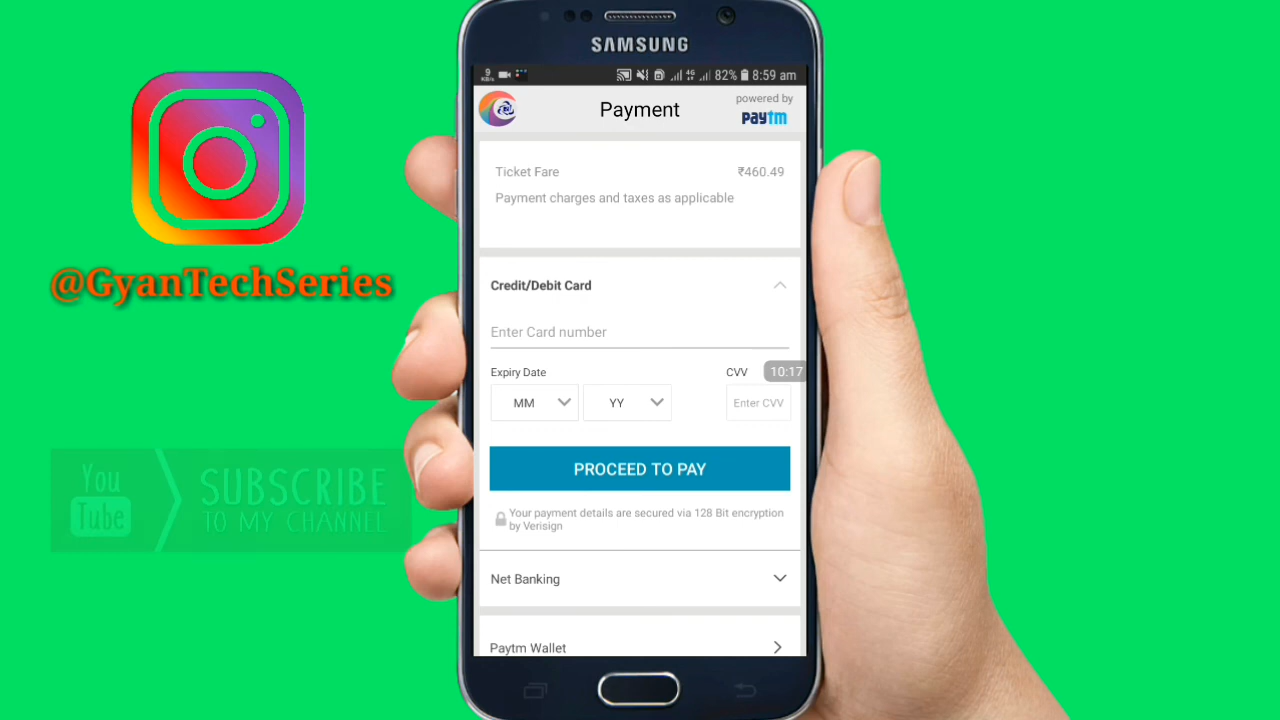 @GyanTechSeries
You
Tube
SUBSCRIBE
TO MY CHANNEL
SAMSUNG
9
KB/s
4G
82%
8:59 am
Payment
powered by
paytm
Ticket Fare
₹460.49
Payment charges and taxes as applicable
Credit/Debit Card
Enter Card number
Expiry Date
CVV
10:17
MM
YY
Enter CVV
PROCEED TO PAY
Your payment details are secured via 128 Bit encryption
by Verisign
Net Banking
Paytm Wallet